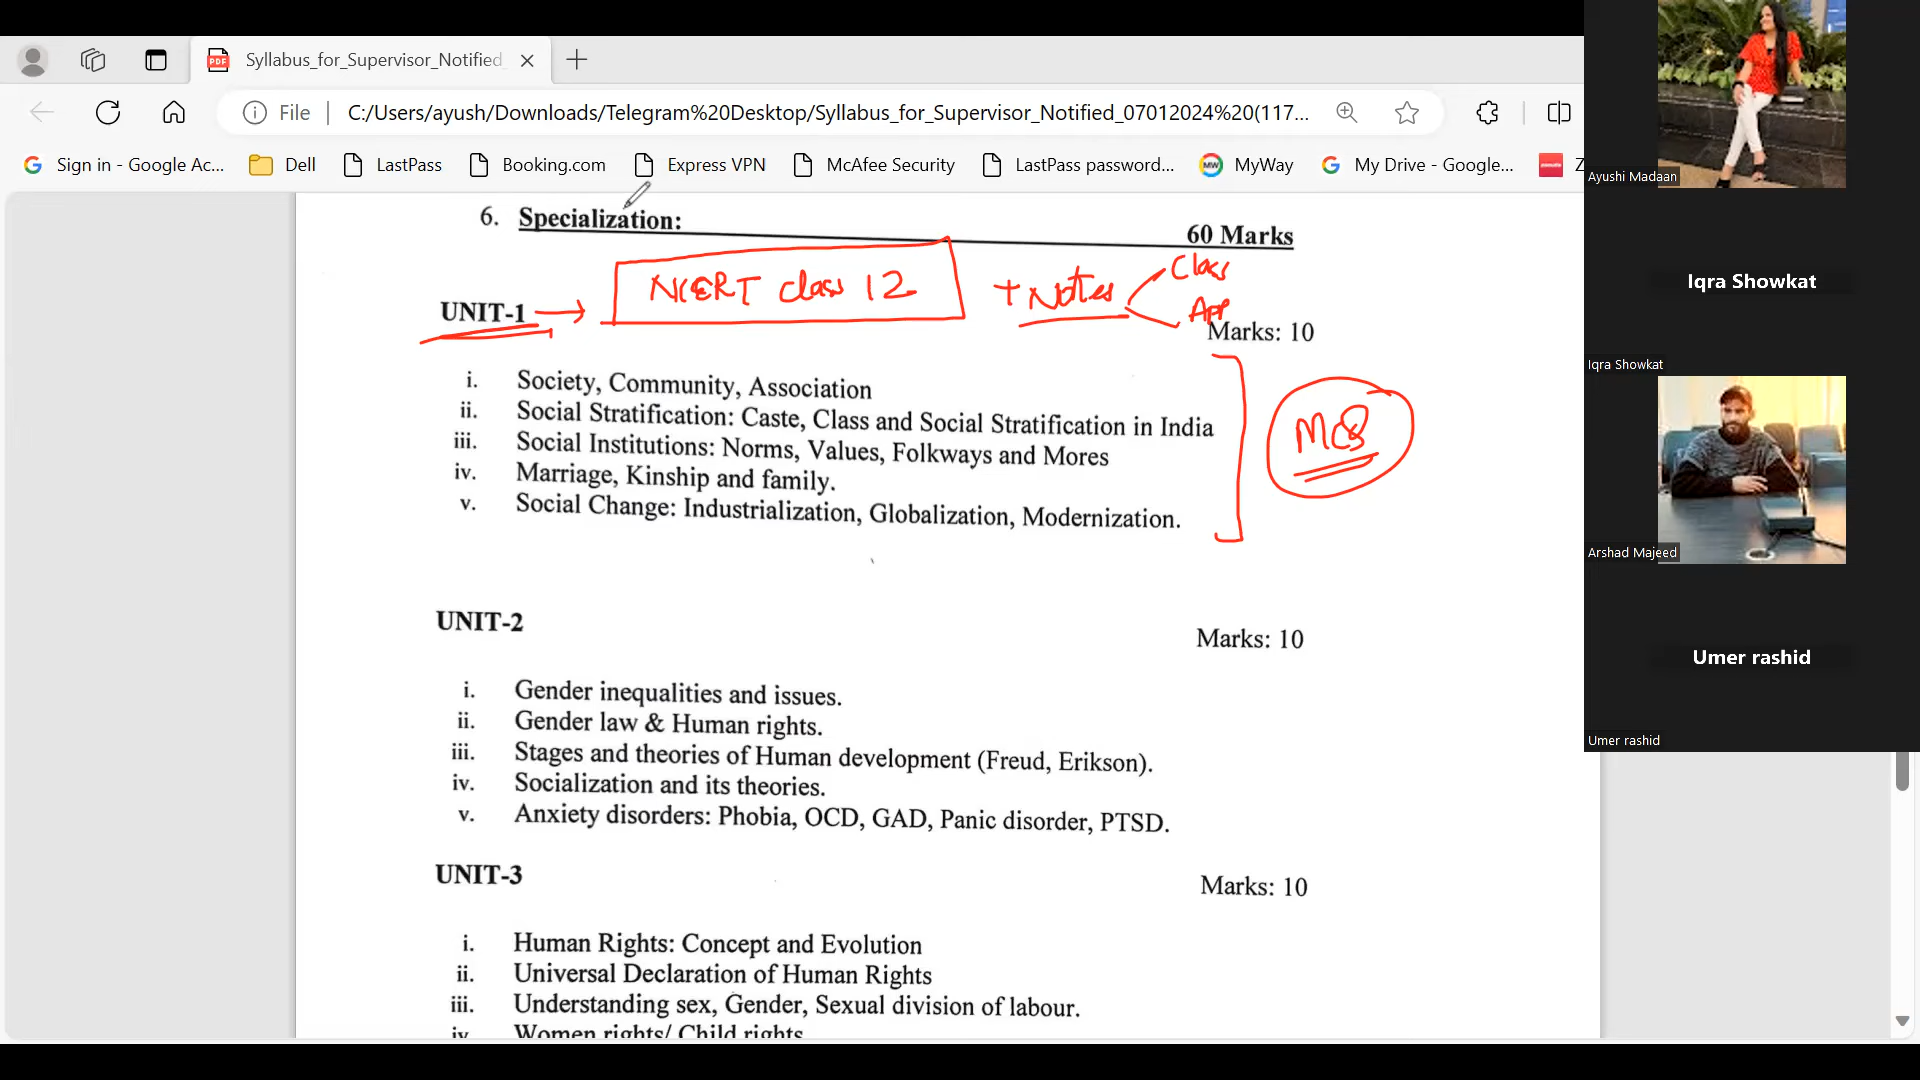 Syllabus_for_Supervisor_Notified_
File
C:/Users/ayush/Downloads/Telegram%20Desktop/Syllabus_for_Supervisor_Notified_07012024%20(117...
Sign in - Google Ac...
Dell
LastPass
Booking.com
Express VPN
McAfee Security
LastPass password...
MyWay
My Drive - Google...
Z
6. Specialization:
60 Marks
NCERT class 12
+ Notes
Class
App
UNIT-1
Marks: 10
i. Society, Community, Association
ii. Social Stratification: Caste, Class and Social Stratification in India
iii. Social Institutions: Norms, Values, Folkways and Mores
iv. Marriage, Kinship and family.
v. Social Change: Industrialization, Globalization, Modernization.
MCQ
UNIT-2
Marks: 10
i. Gender inequalities and issues.
ii. Gender law & Human rights.
iii. Stages and theories of Human development (Freud, Erikson).
iv. Socialization and its theories.
v. Anxiety disorders: Phobia, OCD, GAD, Panic disorder, PTSD.
UNIT-3
Marks: 10
i. Human Rights: Concept and Evolution
ii. Universal Declaration of Human Rights
iii. Understanding sex, Gender, Sexual division of labour.
iv. Women rights/ Child rights
Ayushi Madaan
Iqra Showkat
Iqra Showkat
Arshad Majeed
Umer rashid
Umer rashid